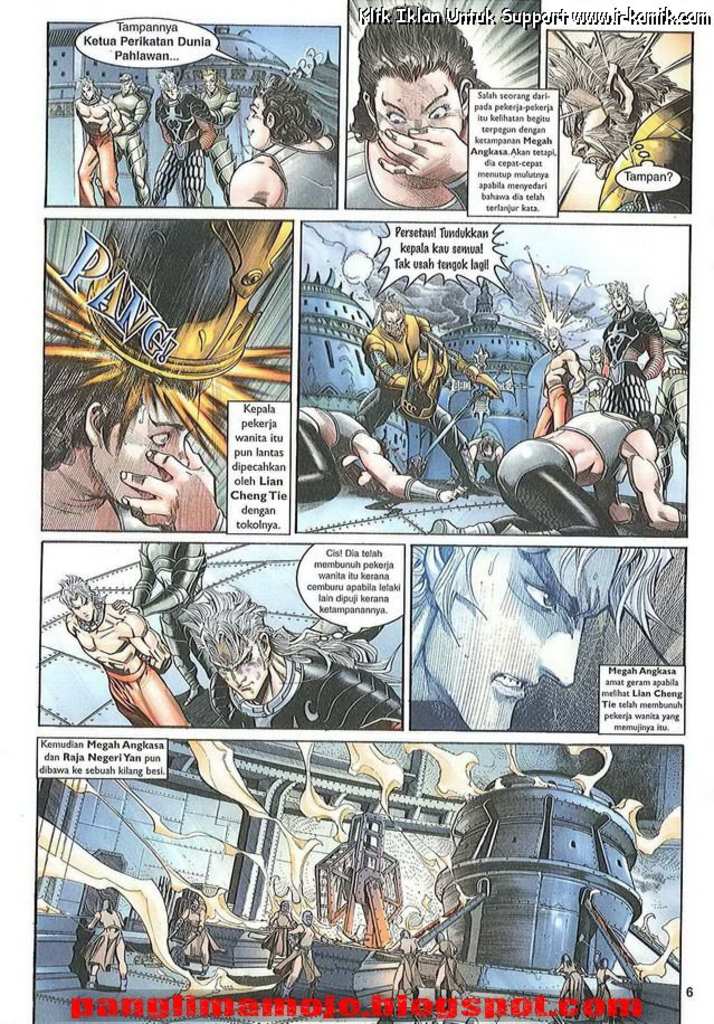 Klik Iklan Untuk Support www.ir-komik.com
Tampannya
Ketua Perikatan Dunia
Pahlawan...
Salah seorang dari-
pada pekerja-pekerja
itu kelihatan begitu
terpegun dengan
ketampanan Megah
Angkasa. Akan tetapi,
dia cepat-cepat
menutup mulutnya
apabila menyedari
bahawa dia telah
terlanjur kata.
Tampan?
PANG!
Kepala
pekerja
wanita itu
pun lantas
dipecahkan
oleh Lian
Cheng Tie
dengan
tokolnya.
Persetan! Tundukkan
kepala kau semua!
Tak usah tengok lagi!
Cis! Dia telah
membunuh pekerja
wanita itu kerana
cemburu apabila lelaki
lain dipuji kerana
ketampanannya.
Megah Angkasa
amat geram apabila
melihat Lian Cheng
Tie telah membunuh
pekerja wanita yang
memujinya itu.
Kemudian Megah Angkasa
dan Raja Negeri Yan pun
dibawa ke sebuah kilang besi.
6
panglimamojo.blogspot.com